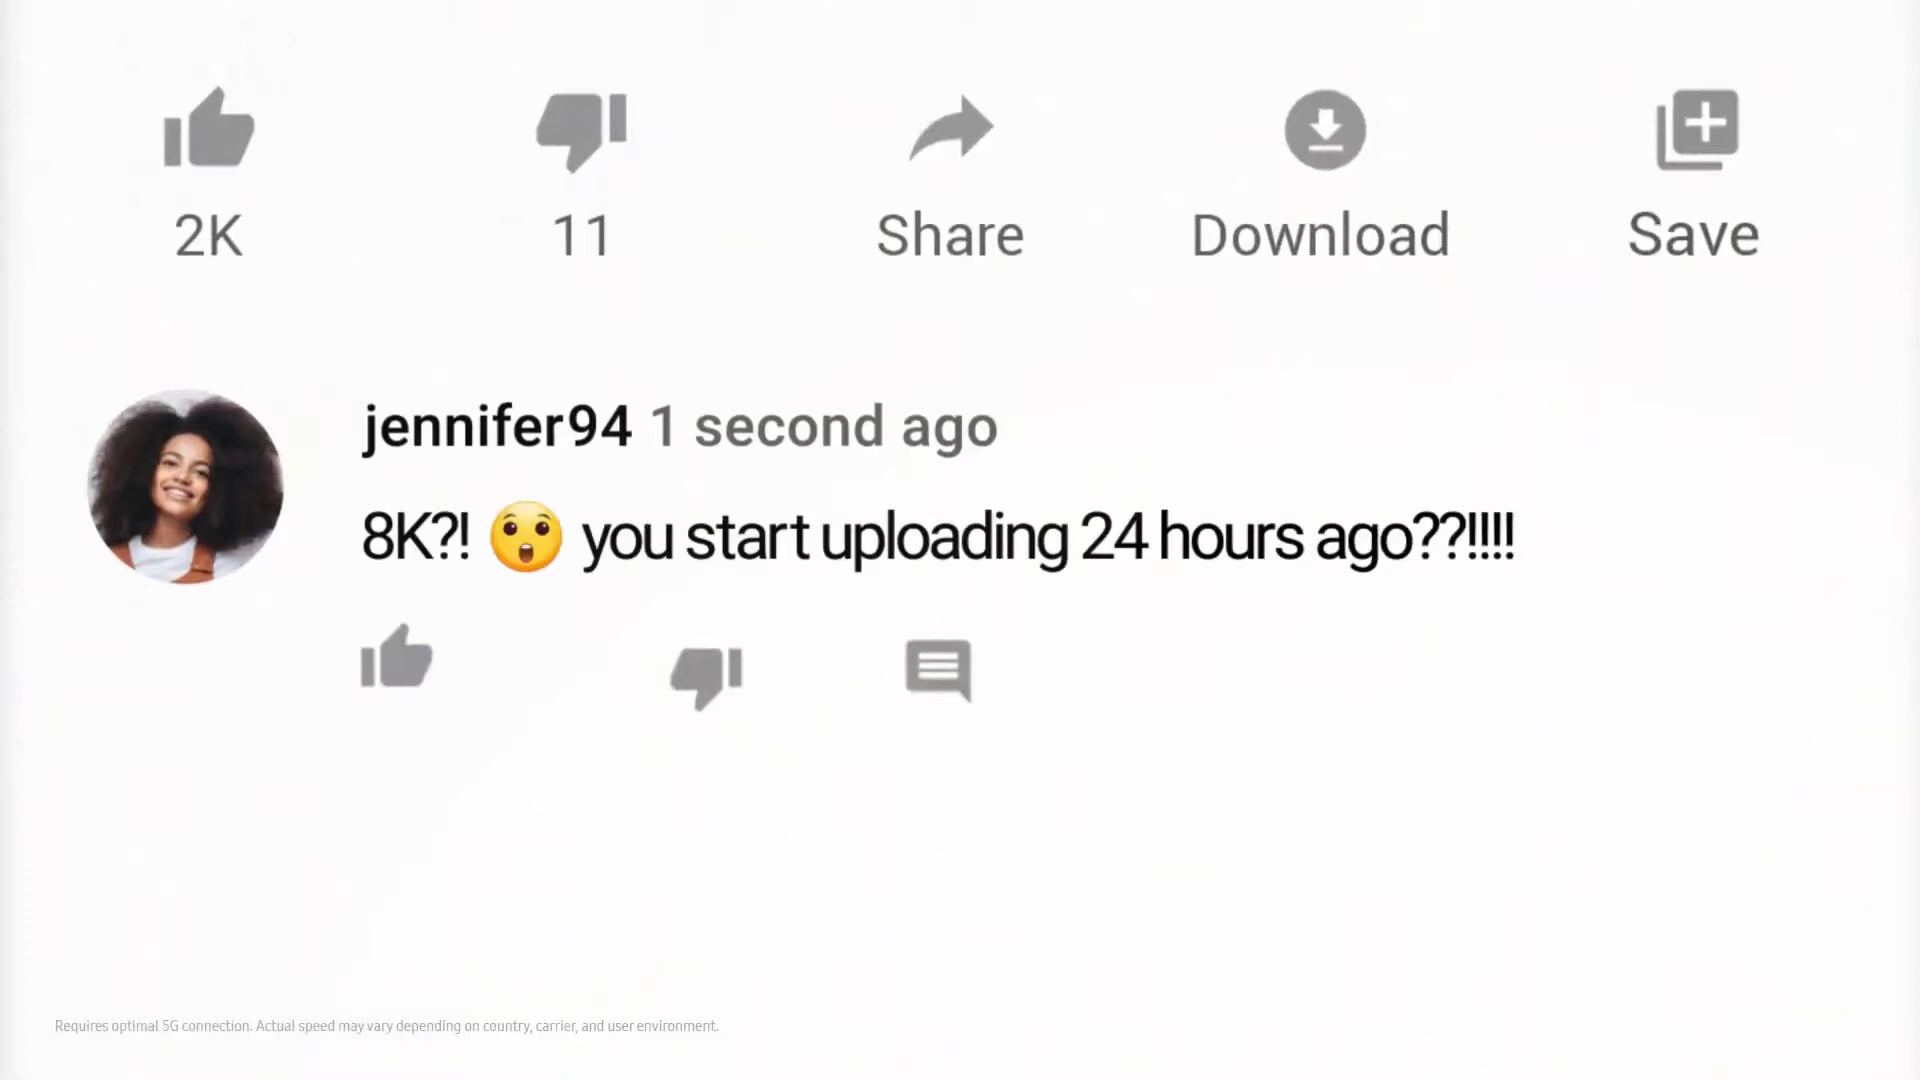 2K 11 Share Download Save
jennifer94 1 second ago
8K?! 😲 you start uploading 24 hours ago??!!!!
Requires optimal 5G connection. Actual speed may vary depending on country, carrier, and user environment.